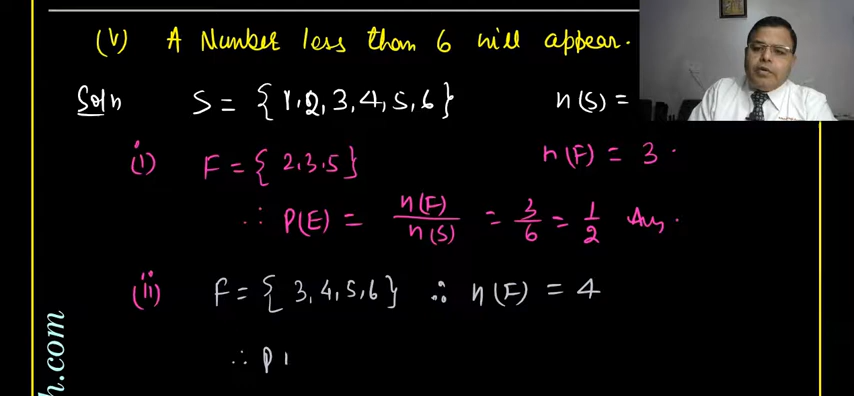 (V) A Number less than 6 will appear.
Soln S = { 1, 2, 3, 4, 5, 6 } n(S) =
(i) F = { 2, 3, 5 } n(F) = 3.
∴ P(E) = n(F)/n(S) = 3/6 = 1/2 Ans.
(ii) F = { 3, 4, 5, 6 } ∴ n(F) = 4
∴ P
h.com